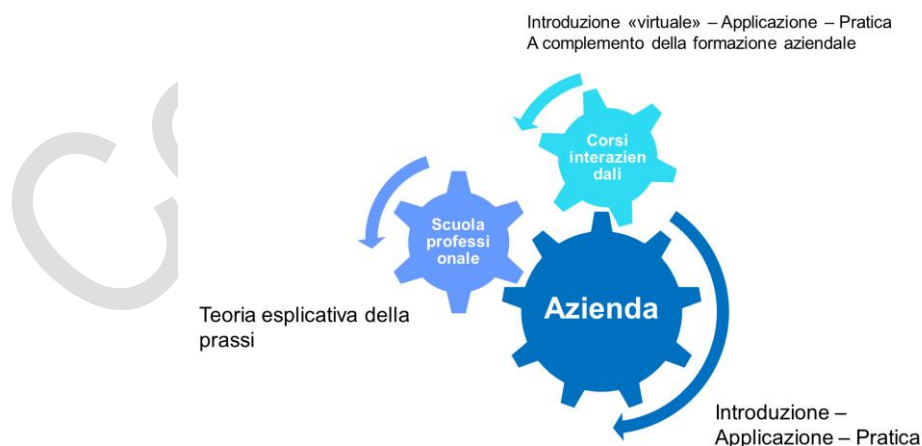 Introduzione «virtuale» – Applicazione – Pratica
A complemento della formazione aziendale
Corsi
interazien
dali
Scuola
professi
onale
Azienda
Teoria esplicativa della
prassi
Introduzione –
Applicazione – Pratica